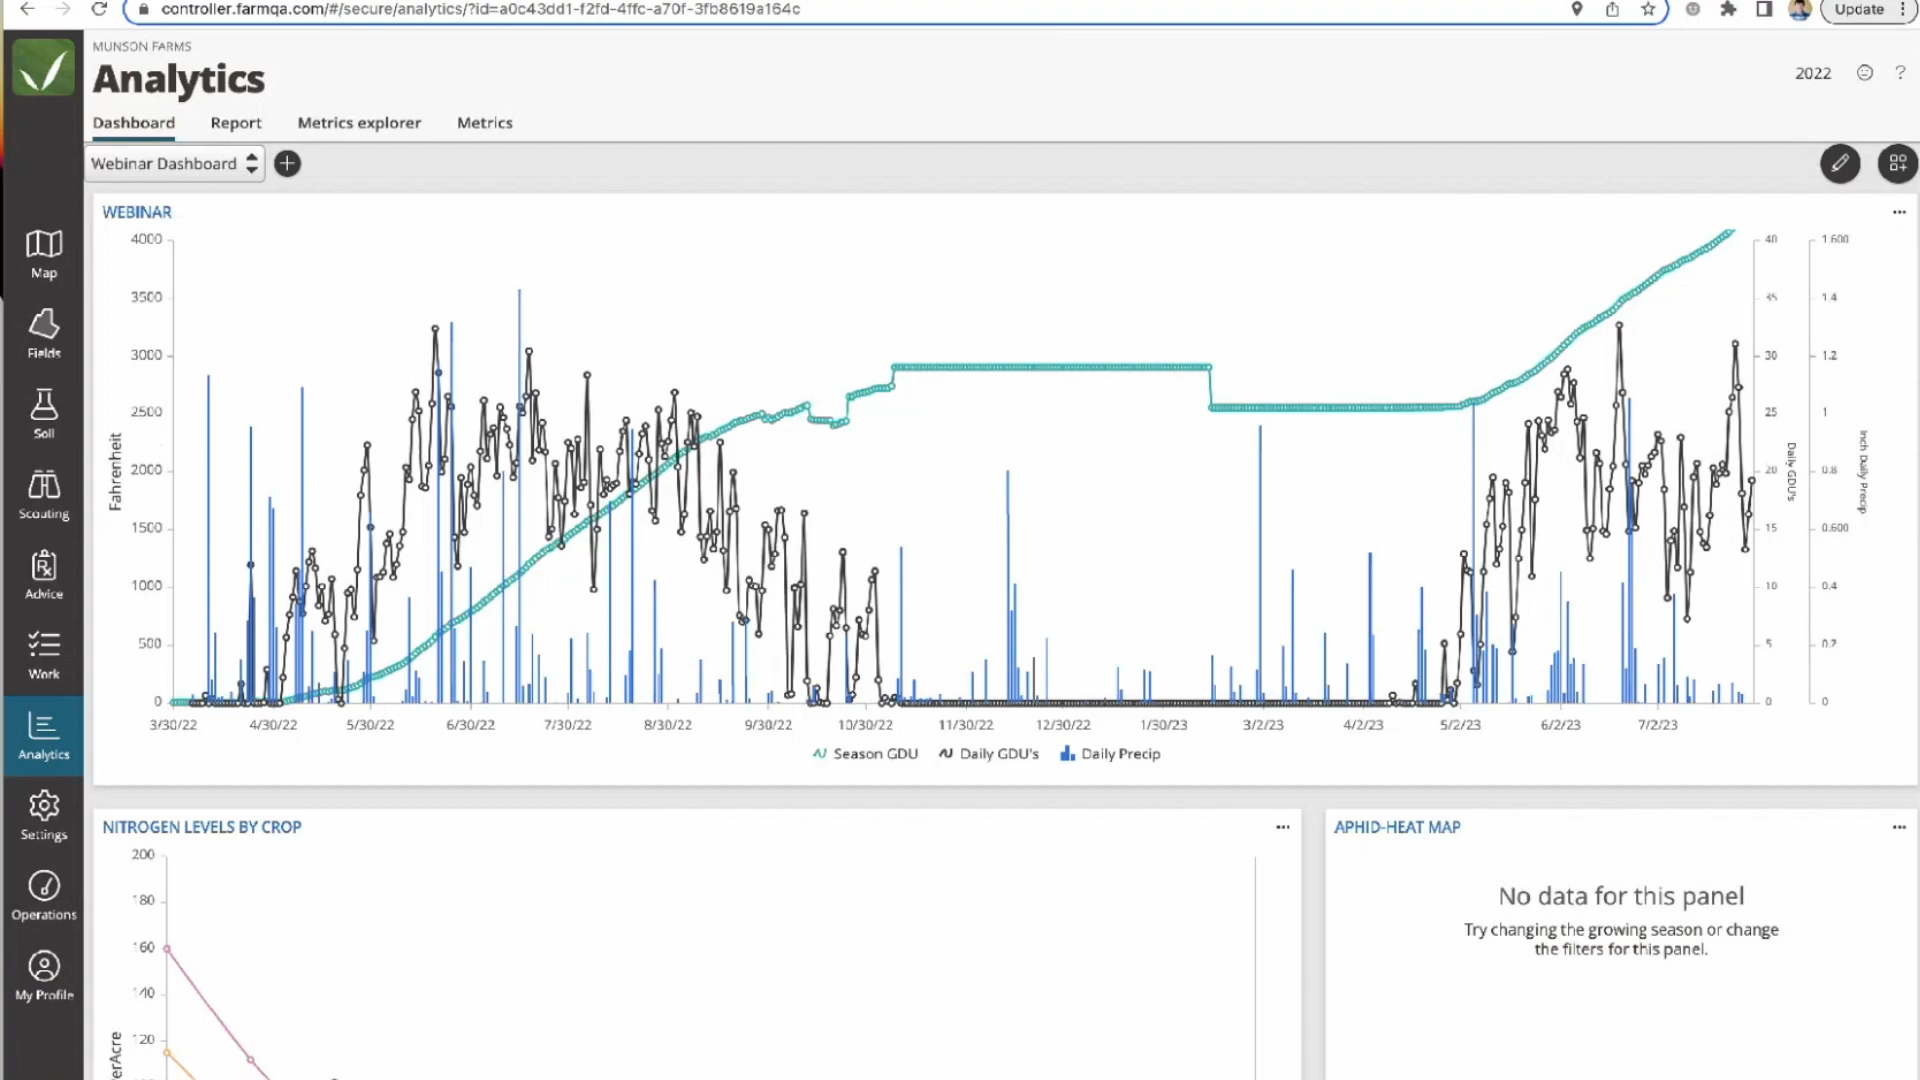 controller.farmqa.com/#/secure/analytics/?id=a0c43dd1-f2fd-4ffc-a70f-3fb8619a164c
Update
MUNSON FARMS
Analytics
2022
?
Dashboard
Report
Metrics explorer
Metrics
Webinar Dashboard
Map
Fields
Soil
Scouting
Advice
Work
Analytics
Settings
Operations
My Profile
WEBINAR
4000
3500
3000
2500
2000
1500
1000
500
0
Fahrenheit
40
35
30
25
20
15
10
5
0
Daily GDU's
1.600
1.4
1.2
1
0.8
0.600
0.4
0.2
0
Inch Daily Precip
3/30/22
4/30/22
5/30/22
6/30/22
7/30/22
8/30/22
9/30/22
10/30/22
11/30/22
12/30/22
1/30/23
3/2/23
4/2/23
5/2/23
6/2/23
7/2/23
Season GDU
Daily GDU's
Daily Precip
NITROGEN LEVELS BY CROP
200
180
160
140
120
erAcre
APHID-HEAT MAP
No data for this panel
Try changing the growing season or change
the filters for this panel.